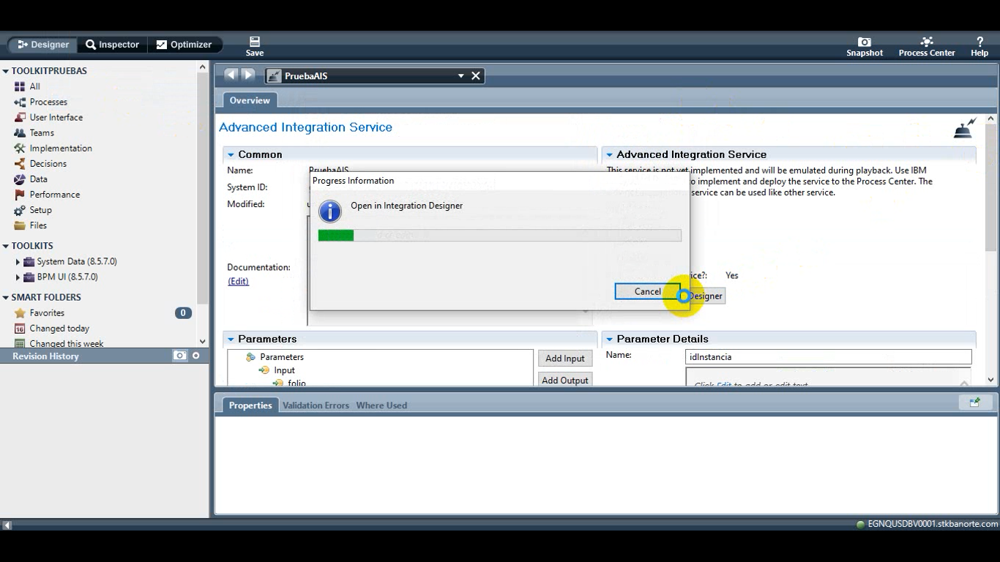 Designer Inspector Optimizer Save Snapshot Process Center Help
TOOLKITPRUEBAS
All
Processes
User Interface
Teams
Implementation
Decisions
Data
Performance
Setup
Files
TOOLKITS
System Data (8.5.7.0)
BPM UI (8.5.7.0)
SMART FOLDERS
Favorites 0
Changed today
Changed this week
Revision History
PruebaAIS
Overview
Advanced Integration Service
Common
Name: PruebaAIS
System ID:
Modified:
Documentation:
(Edit)
Advanced Integration Service
This service is not yet implemented and will be emulated during playback. Use IBM
to implement and deploy the service to the Process Center. The
service can be used like other service.
Yes
Designer
Progress Information
Open in Integration Designer
Cancel
Parameters
Parameters
Input
folio
Add Input
Add Output
Parameter Details
Name: idInstancia
Click Edit to add or edit text
Properties Validation Errors Where Used
EGNQUSDBV0001.stkbanorte.com